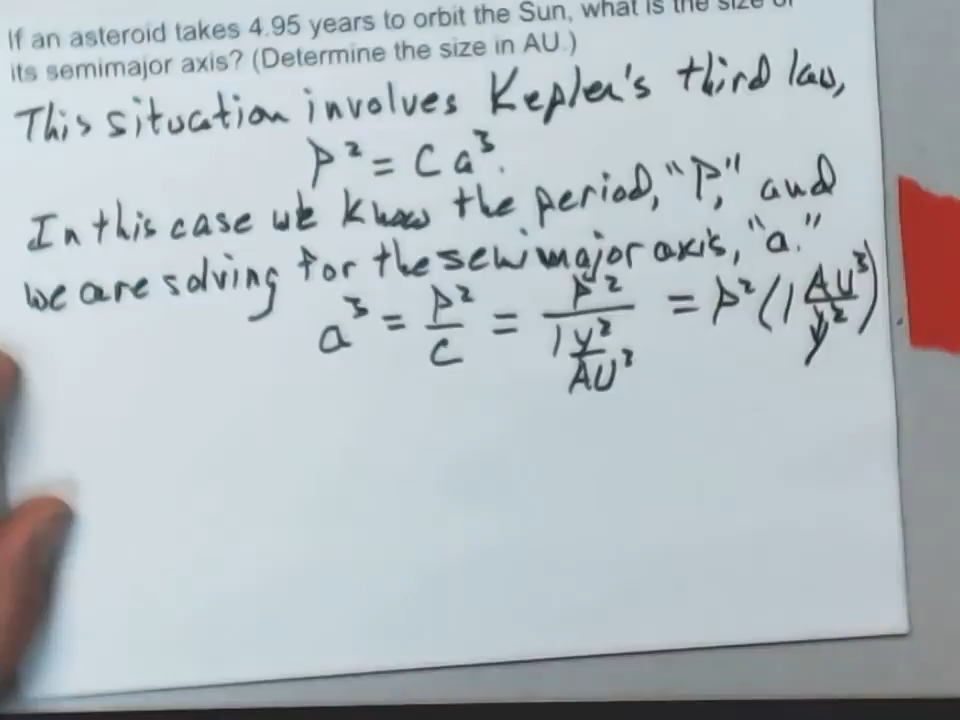 If an asteroid takes 4.95 years to orbit the Sun, what is the size of
its semimajor axis? (Determine the size in AU.)
This situation involves Kepler's third law,
P² = C a³.
In this case we know the period, "P," and
we are solving for the semimajor axis, "a."
a³ = P²/C = P²/(1 y²/AU³) = P² (1 AU³/y²).